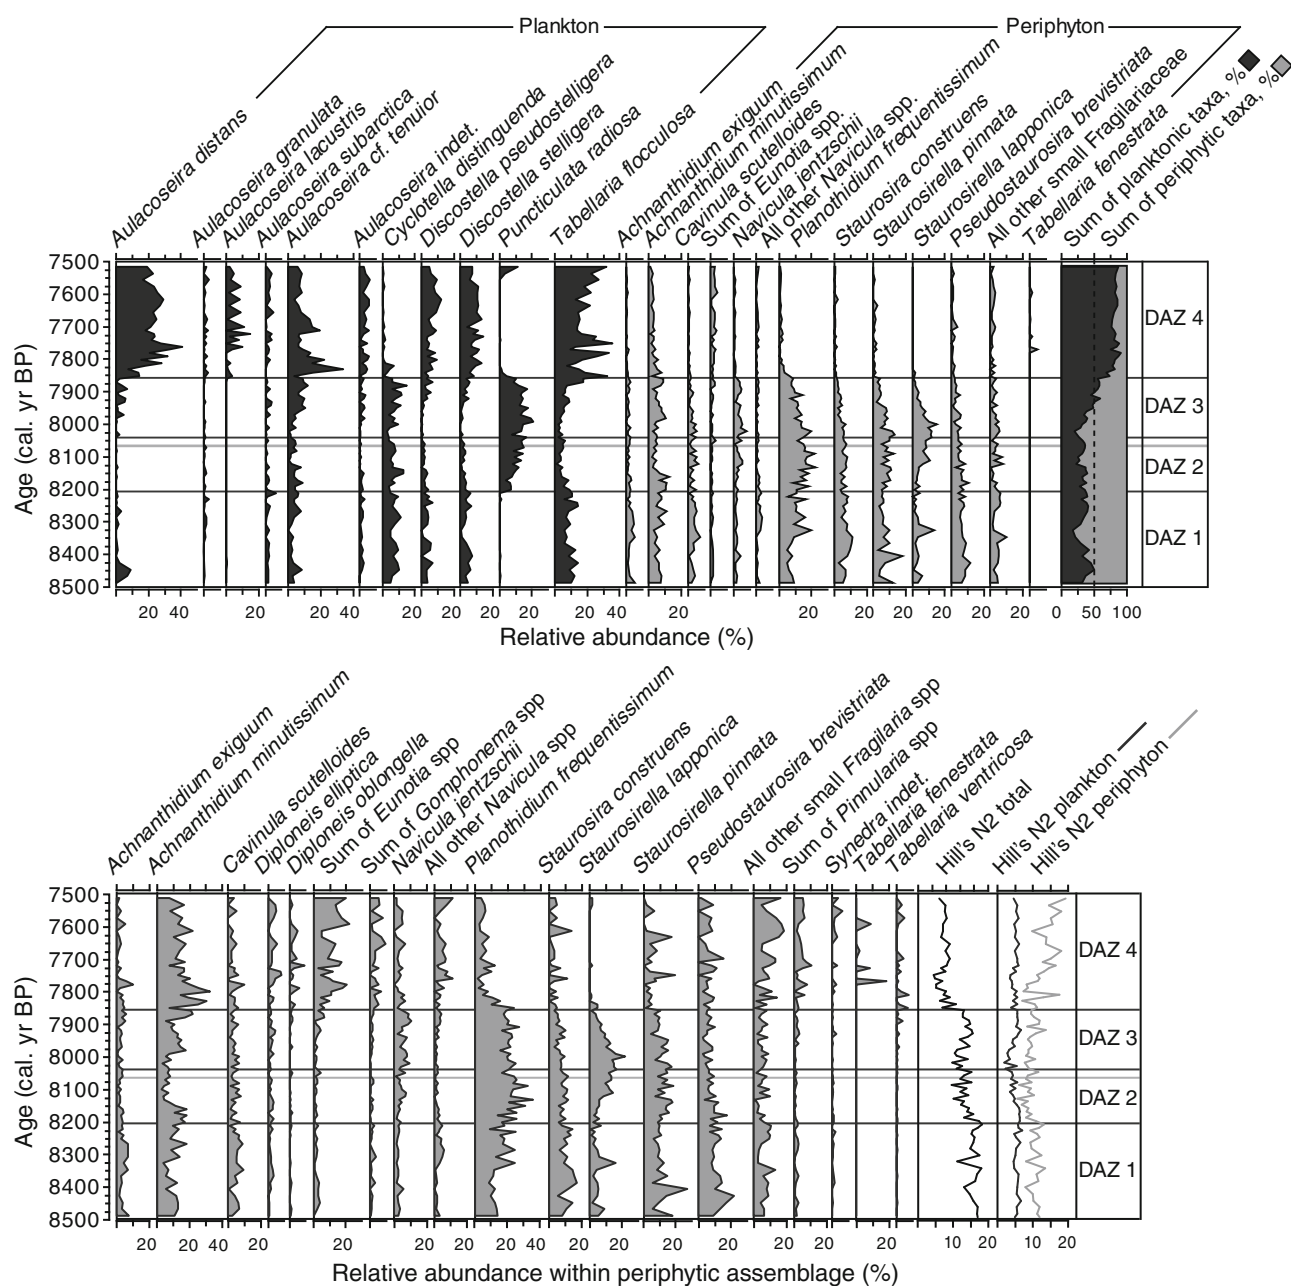 Plankton
Periphyton
Aulacoseira distans
Aulacoseira granulata
Aulacoseira lacustris
Aulacoseira subarctica
Aulacoseira cf. tenuior
Aulacoseira indet.
Cyclotella distinguenda
Discostella pseudostelligera
Discostella stelligera
Puncticulata radiosa
Tabellaria flocculosa
Achnanthidium exiguum
Achnanthidium minutissimum
Cavinula scutelloides
Sum of Eunotia spp.
Navicula jentzschii
All other Navicula spp.
Planothidium frequentissimum
Staurosira construens
Staurosirella pinnata
Staurosirella lapponica
Pseudostaurosira brevistriata
All other small Fragilariaceae
Tabellaria fenestrata
Sum of planktonic taxa, %
Sum of periphytic taxa, %
Age (cal. yr BP)
7500
7600
7700
7800
7900
8000
8100
8200
8300
8400
8500
DAZ 4
DAZ 3
DAZ 2
DAZ 1
20 40 20 20 20 40 20 20 20 20 40 20 20 20 20 20 20 20 0 50 100
Relative abundance (%)
Achnanthidium exiguum
Achnanthidium minutissimum
Cavinula scutelloides
Diploneis elliptica
Diploneis oblongella
Sum of Eunotia spp
Sum of Gomphonema spp
Navicula jentzschii
All other Navicula spp
Planothidium frequentissimum
Staurosira construens
Staurosirella lapponica
Staurosirella pinnata
Pseudostaurosira brevistriata
All other small Fragilaria spp
Sum of Pinnularia spp
Synedra indet.
Tabellaria fenestrata
Tabellaria ventricosa
Hill's N2 total
Hill's N2 plankton
Hill's N2 periphyton
Age (cal. yr BP)
7500
7600
7700
7800
7900
8000
8100
8200
8300
8400
8500
DAZ 4
DAZ 3
DAZ 2
DAZ 1
20 20 40 20 20 20 20 40 20 20 20 20 20 20 10 20 10 20
Relative abundance within periphytic assemblage (%)